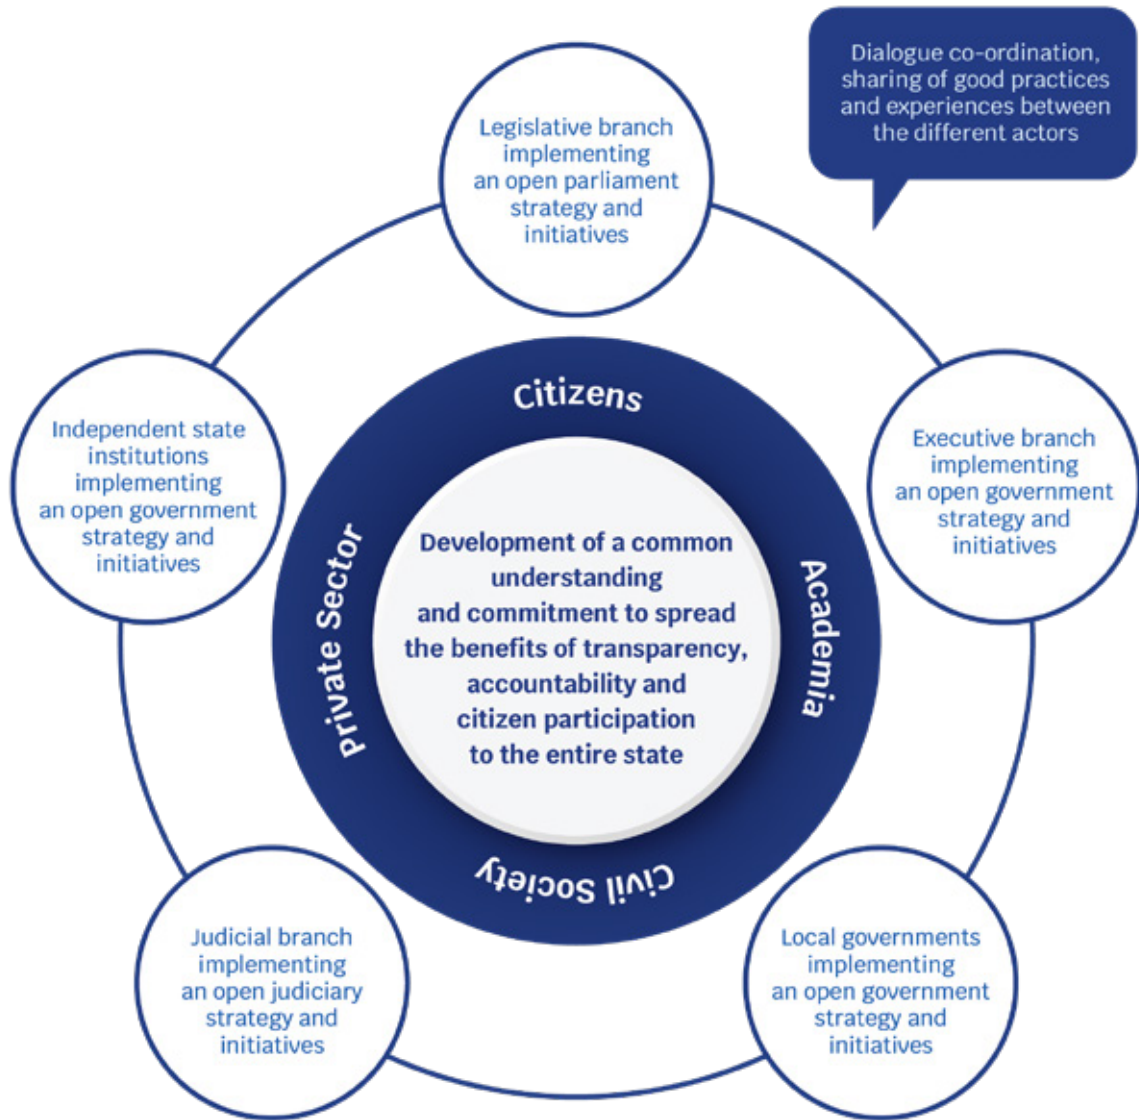 Dialogue co-ordination,
sharing of good practices
and experiences between
the different actors
Legislative branch
implementing
an open parliament
strategy and
initiatives
Independent state
institutions
implementing
an open government
strategy and
initiatives
Executive branch
implementing
an open government
strategy and
initiatives
Citizens
Private Sector
Academia
Civil Society
Development of a common
understanding
and commitment to spread
the benefits of transparency,
accountability and
citizen participation
to the entire state
Judicial branch
implementing
an open judiciary
strategy and
initiatives
Local governments
implementing
an open government
strategy and
initiatives